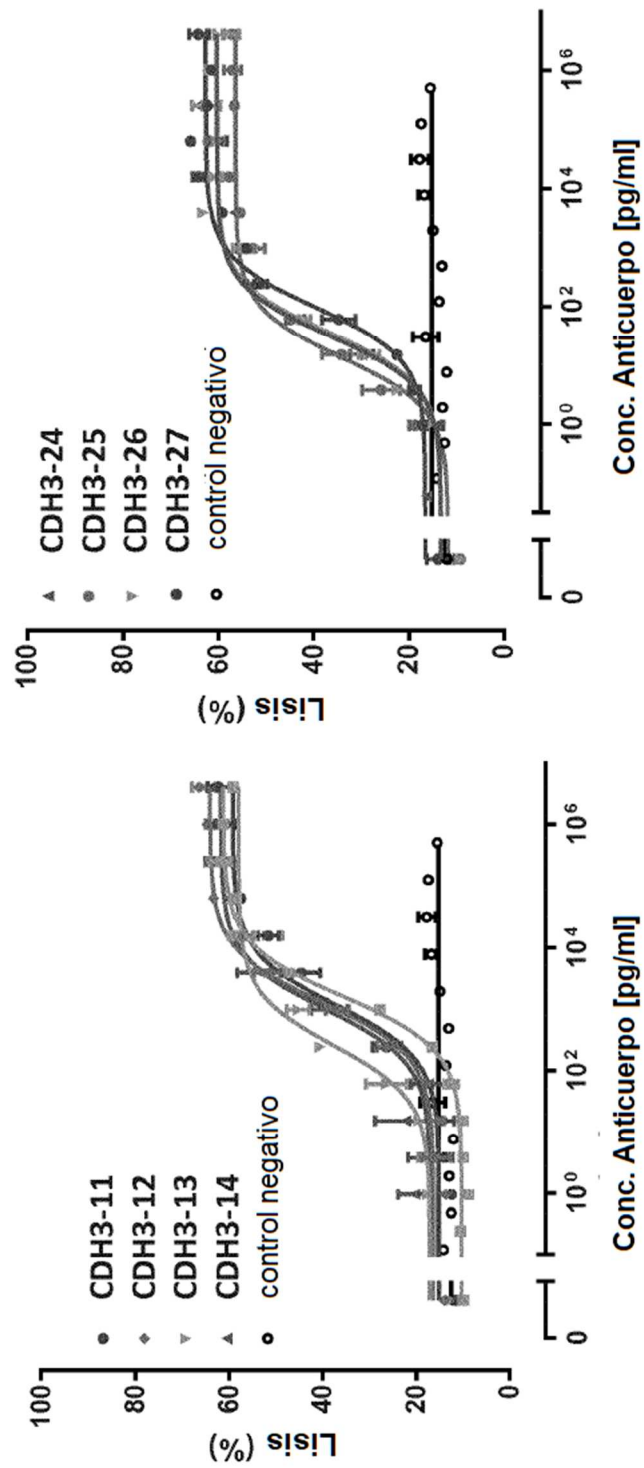 100
80
60
40
20
0
Lisis (%)
CDH3-11
CDH3-12
CDH3-13
CDH3-14
control negativo
0
10⁰
10²
10⁴
10⁶
Conc. Anticuerpo [pg/ml]
100
80
60
40
20
0
Lisis (%)
CDH3-24
CDH3-25
CDH3-26
CDH3-27
control negativo
0
10⁰
10²
10⁴
10⁶
Conc. Anticuerpo [pg/ml]